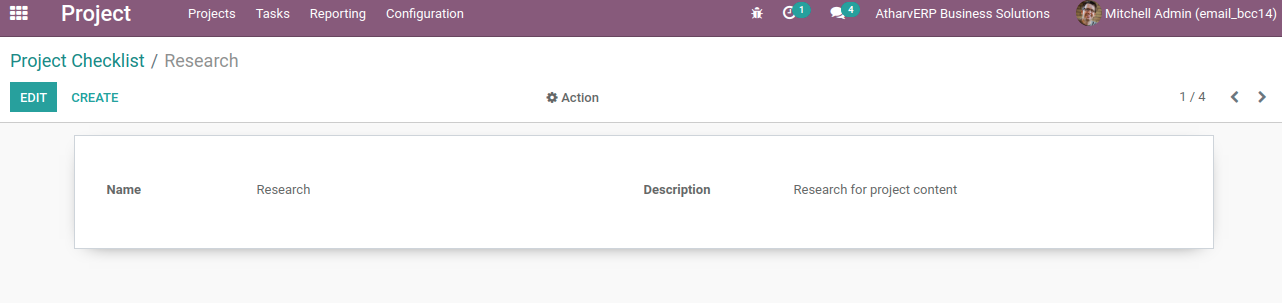 Project Projects Tasks Reporting Configuration 1 4 AtharvERP Business Solutions Mitchell Admin (email_bcc14)
Project Checklist / Research
EDIT CREATE Action 1 / 4
Name Research Description Research for project content